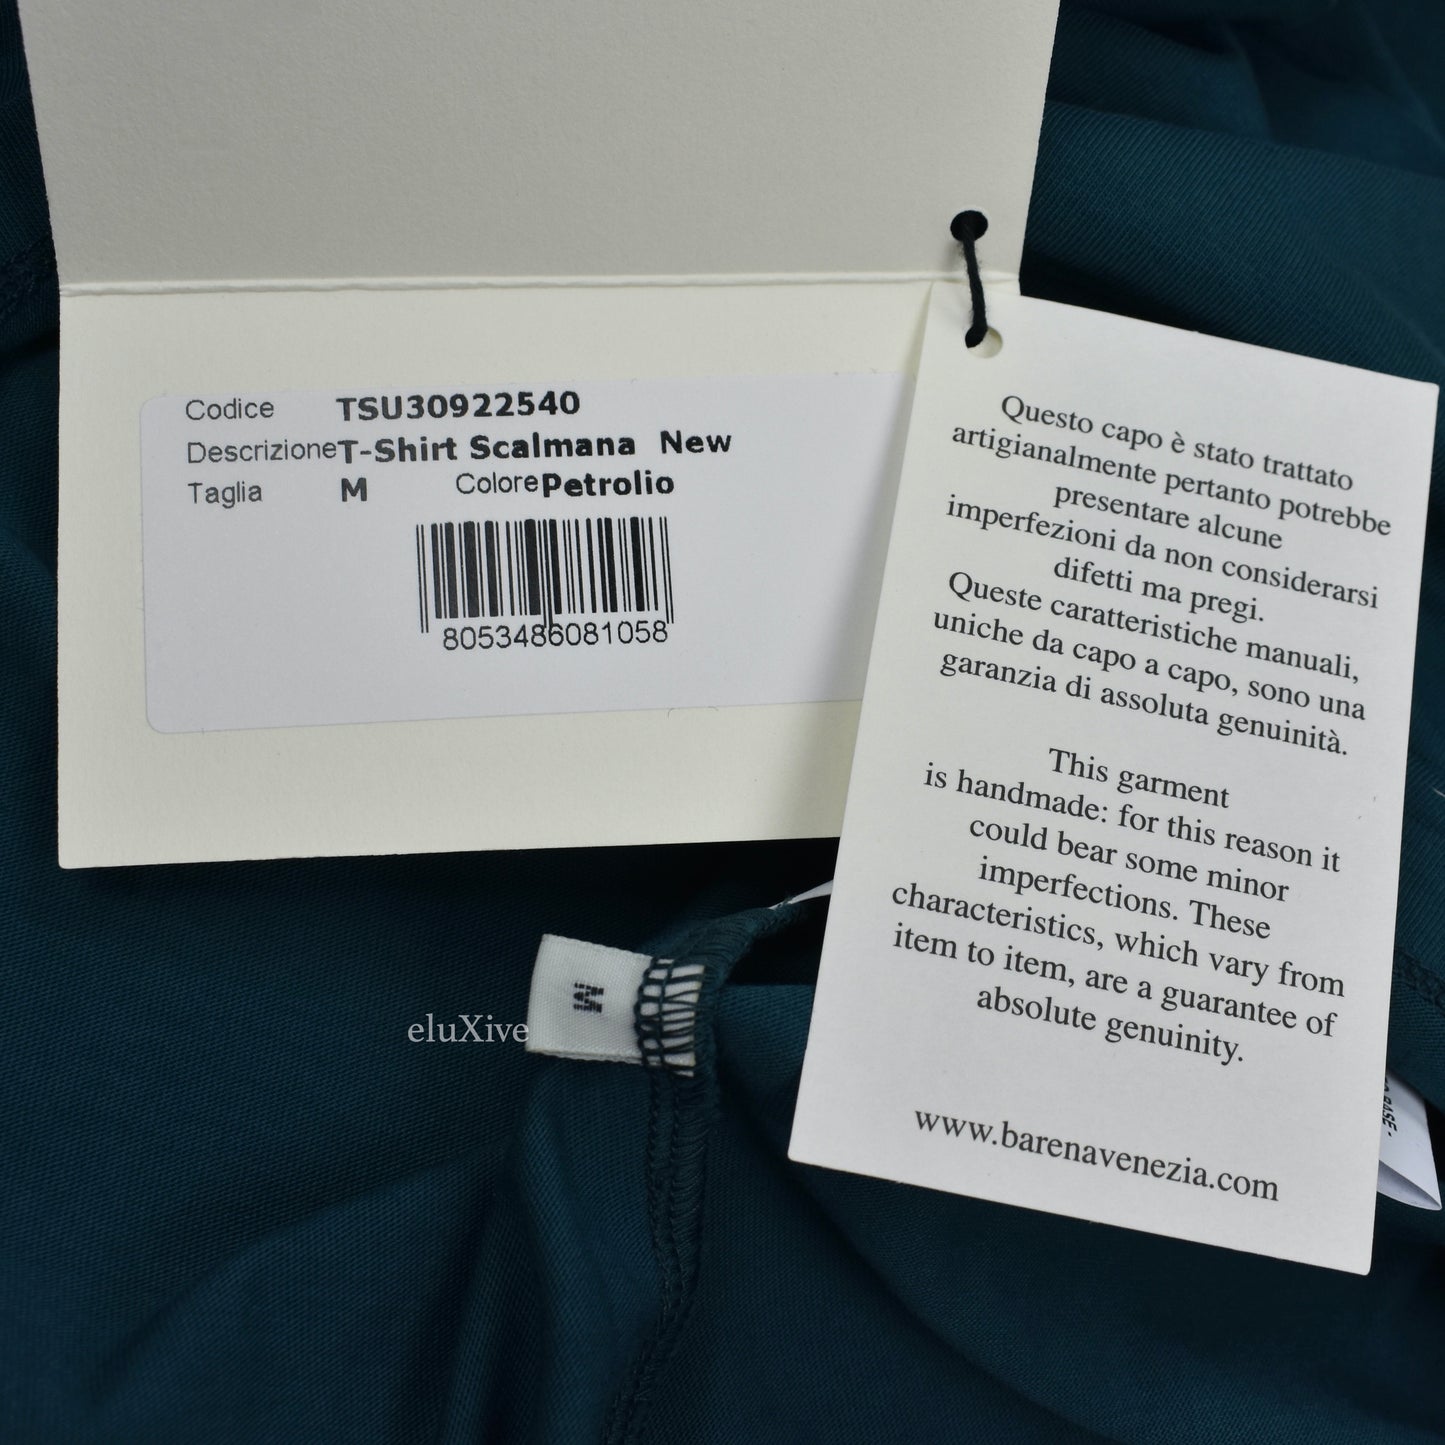 Codice TSU30922540
Descrizione T-Shirt Scalmana New
Taglia M Colore Petrolio
8053486081058
Questo capo è stato trattato
artigianalmente pertanto potrebbe
presentare alcune
imperfezioni da non considerarsi
difetti ma pregi.
Queste caratteristiche manuali,
uniche da capo a capo, sono una
garanzia di assoluta genuinità.
This garment
is handmade: for this reason it
could bear some minor
imperfections. These
characteristics, which vary from
item to item, are a guarantee of
absolute genuinity.
www.barenavenezia.com
M
eluXive
BASE -